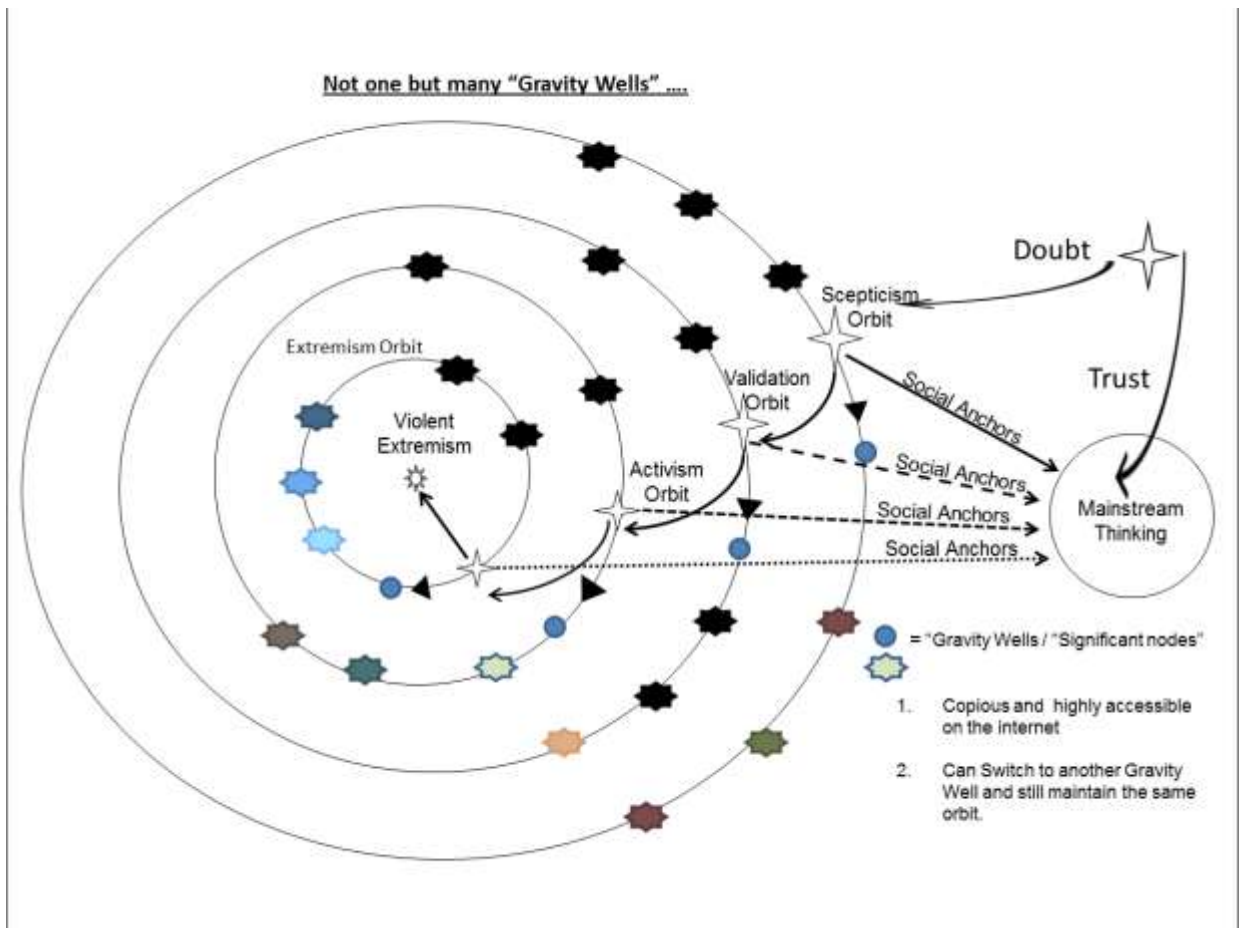 Not one but many “Gravity Wells” ....
Doubt
Scepticism
Orbit
Extremism Orbit
Trust
Validation
Orbit
Social Anchors
Violent
Extremism
Activism
Orbit
Social Anchors
Social Anchors
Social Anchors
Mainstream
Thinking
= “Gravity Wells / “Significant nodes”
1. Copious and highly accessible
on the internet
2. Can Switch to another Gravity
Well and still maintain the same
orbit.